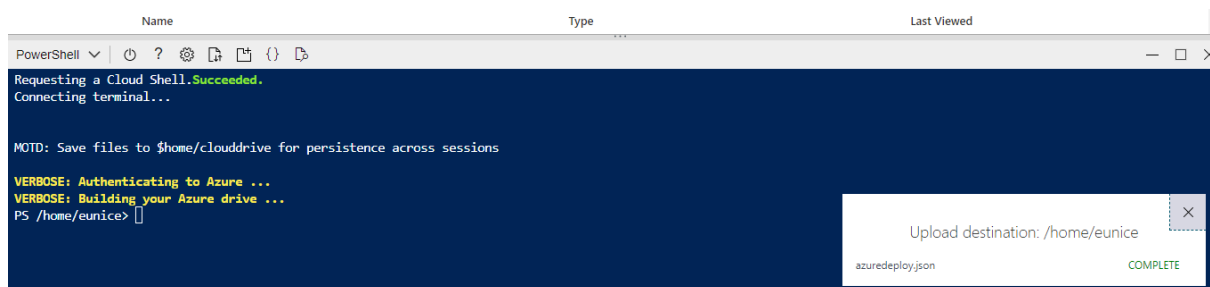 Name Type Last Viewed
PowerShell ? {}
Requesting a Cloud Shell.Succeeded.
Connecting terminal...
MOTD: Save files to $home/clouddrive for persistence across sessions
VERBOSE: Authenticating to Azure ...
VERBOSE: Building your Azure drive ...
PS /home/eunice>
Upload destination: /home/eunice
azuredeploy.json COMPLETE